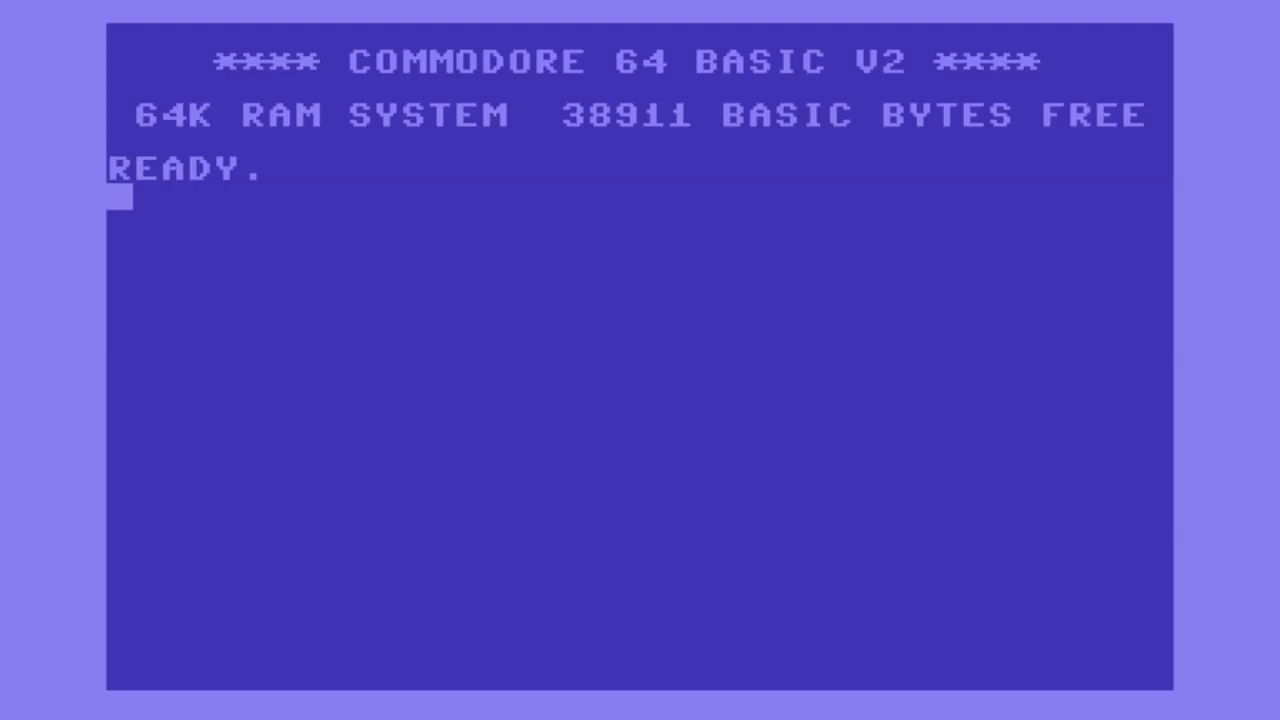 **** COMMODORE 64 BASIC V2 ****
64K RAM SYSTEM  38911 BASIC BYTES FREE
READY.